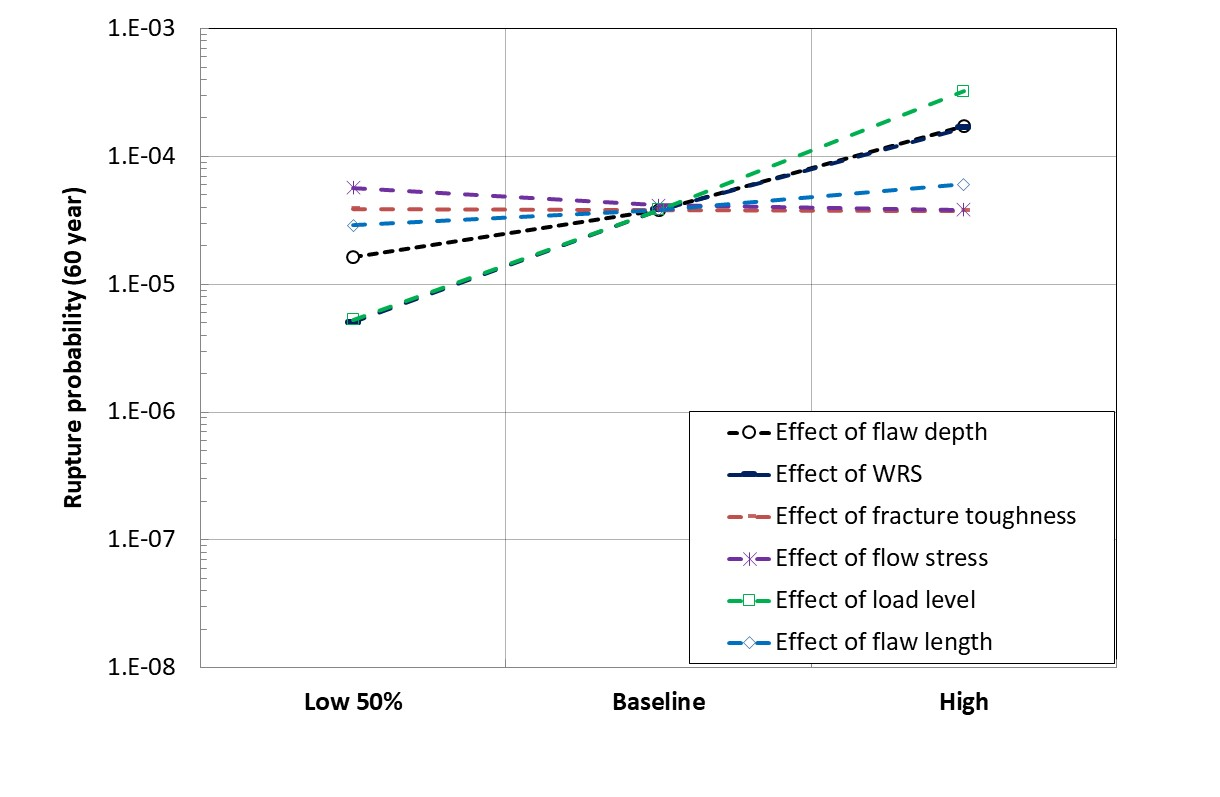 1.E-03
1.E-04
1.E-05
1.E-06
1.E-07
1.E-08
Rupture probability (60 year)
Effect of flaw depth
Effect of WRS
Effect of fracture toughness
Effect of flow stress
Effect of load level
Effect of flaw length
Low 50%
Baseline
High